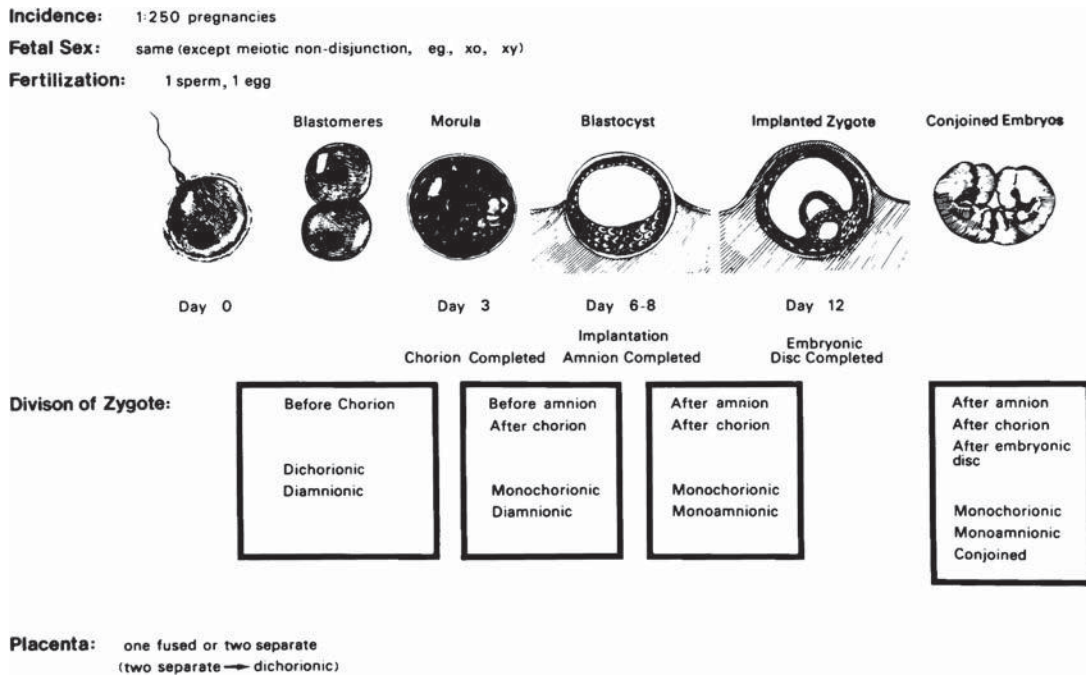 Incidence: 1:250 pregnancies
Fetal Sex: same (except meiotic non-disjunction, eg., xo, xy)
Fertilization: 1 sperm, 1 egg
Blastomeres Morula Blastocyst Implanted Zygote Conjoined Embryos
Day 0 Day 3 Day 6-8 Day 12
Chorion Completed
Implantation
Amnion Completed
Embryonic
Disc Completed
Divison of Zygote:
Before Chorion
Dichorionic
Diamnionic
Before amnion
After chorion
Monochorionic
Diamnionic
After amnion
After chorion
Monochorionic
Monoamnionic
After amnion
After chorion
After embryonic
disc
Monochorionic
Monoamnionic
Conjoined
Placenta: one fused or two separate
(two separate → dichorionic)